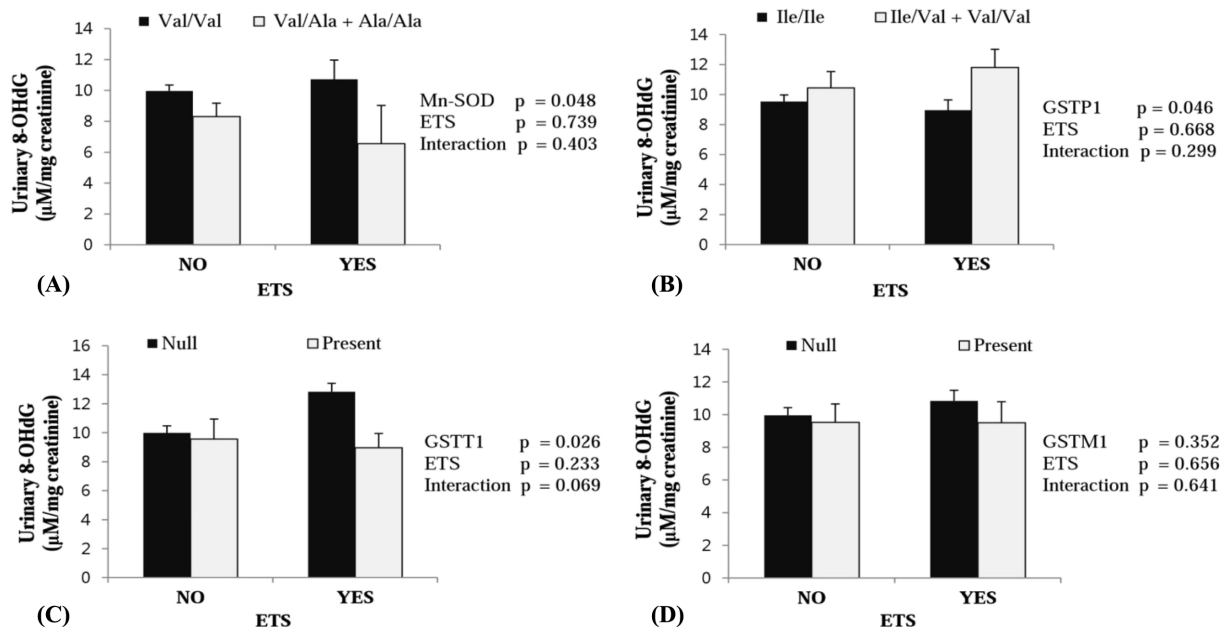 Val/Val Val/Ala + Ala/Ala
Urinary 8-OHdG
(µM/mg creatinine)
14
12
10
8
6
4
2
0
NO YES
ETS
Mn-SOD p = 0.048
ETS p = 0.739
Interaction p = 0.403
(A)
Ile/Ile Ile/Val + Val/Val
Urinary 8-OHdG
(µM/mg creatinine)
16
14
12
10
8
6
4
2
0
NO YES
ETS
GSTP1 p = 0.046
ETS p = 0.668
Interaction p = 0.299
(B)
Null Present
Urinary 8-OHdG
(µM/mg creatinine)
16
14
12
10
8
6
4
2
0
NO YES
ETS
GSTT1 p = 0.026
ETS p = 0.233
Interaction p = 0.069
(C)
Null Present
Urinary 8-OHdG
(µM/mg creatinine)
14
12
10
8
6
4
2
0
NO YES
ETS
GSTM1 p = 0.352
ETS p = 0.656
Interaction p = 0.641
(D)